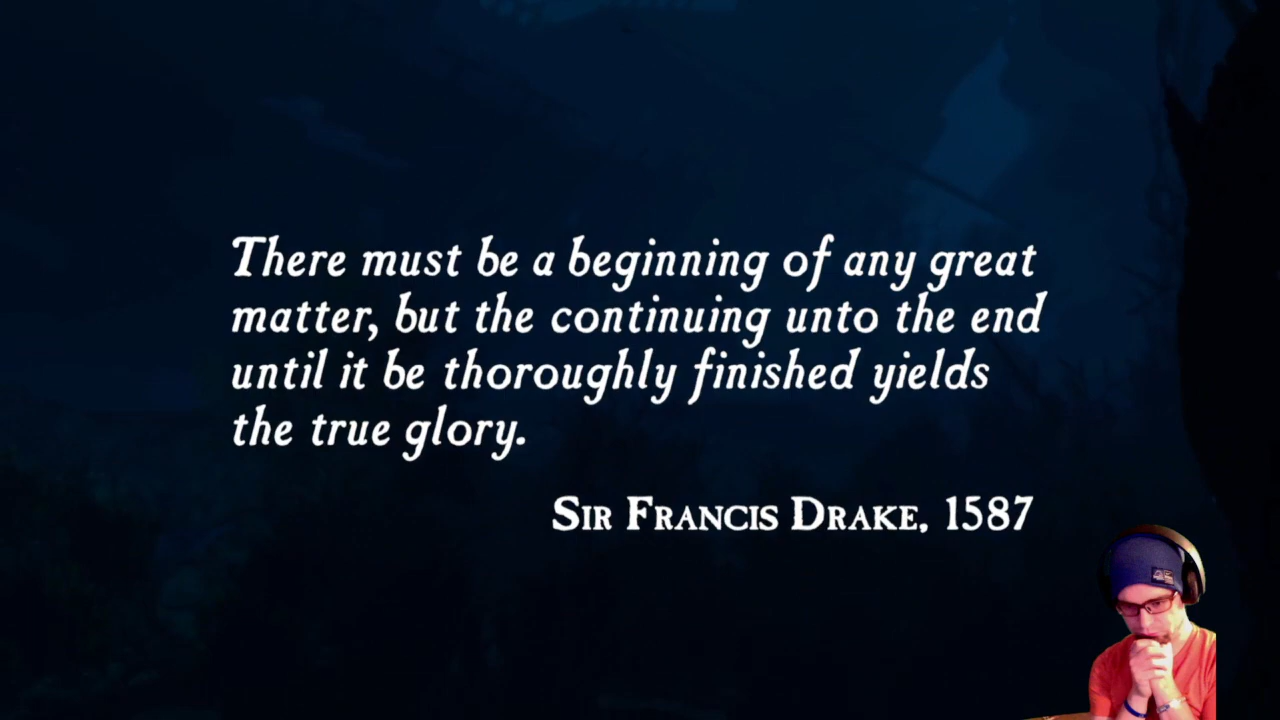 There must be a beginning of any great
matter, but the continuing unto the end
until it be thoroughly finished yields
the true glory.
Sir Francis Drake, 1587